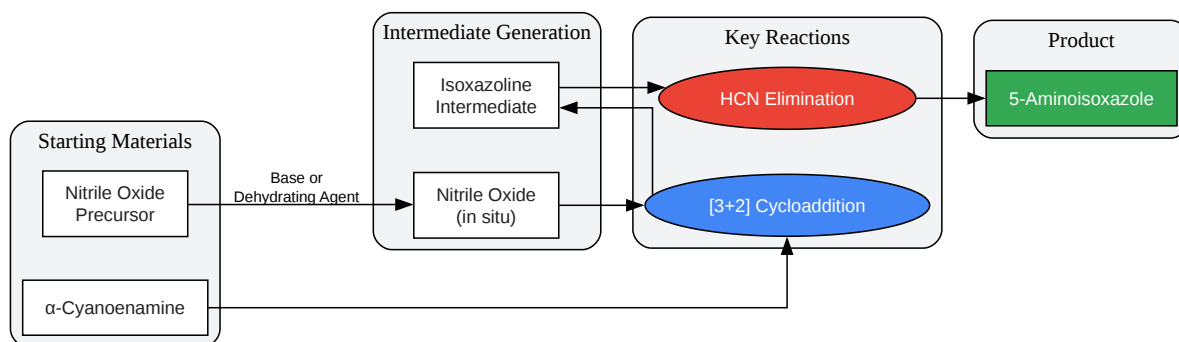 Starting Materials
Nitrile Oxide
Precursor
α-Cyanoenamine
Base or
Dehydrating Agent
Intermediate Generation
Isoxazoline
Intermediate
Nitrile Oxide
(in situ)
Key Reactions
HCN Elimination
[3+2] Cycloaddition
Product
5-Aminoisoxazole